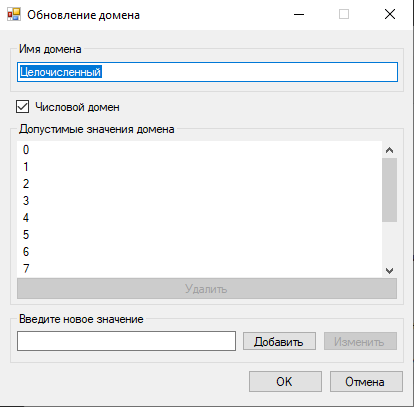 Обновление домена
Имя домена
Целочисленный
Числовой домен
Допустимые значения домена
0
1
2
3
4
5
6
7
Удалить
Введите новое значение
Добавить
Изменить
OK
Отмена